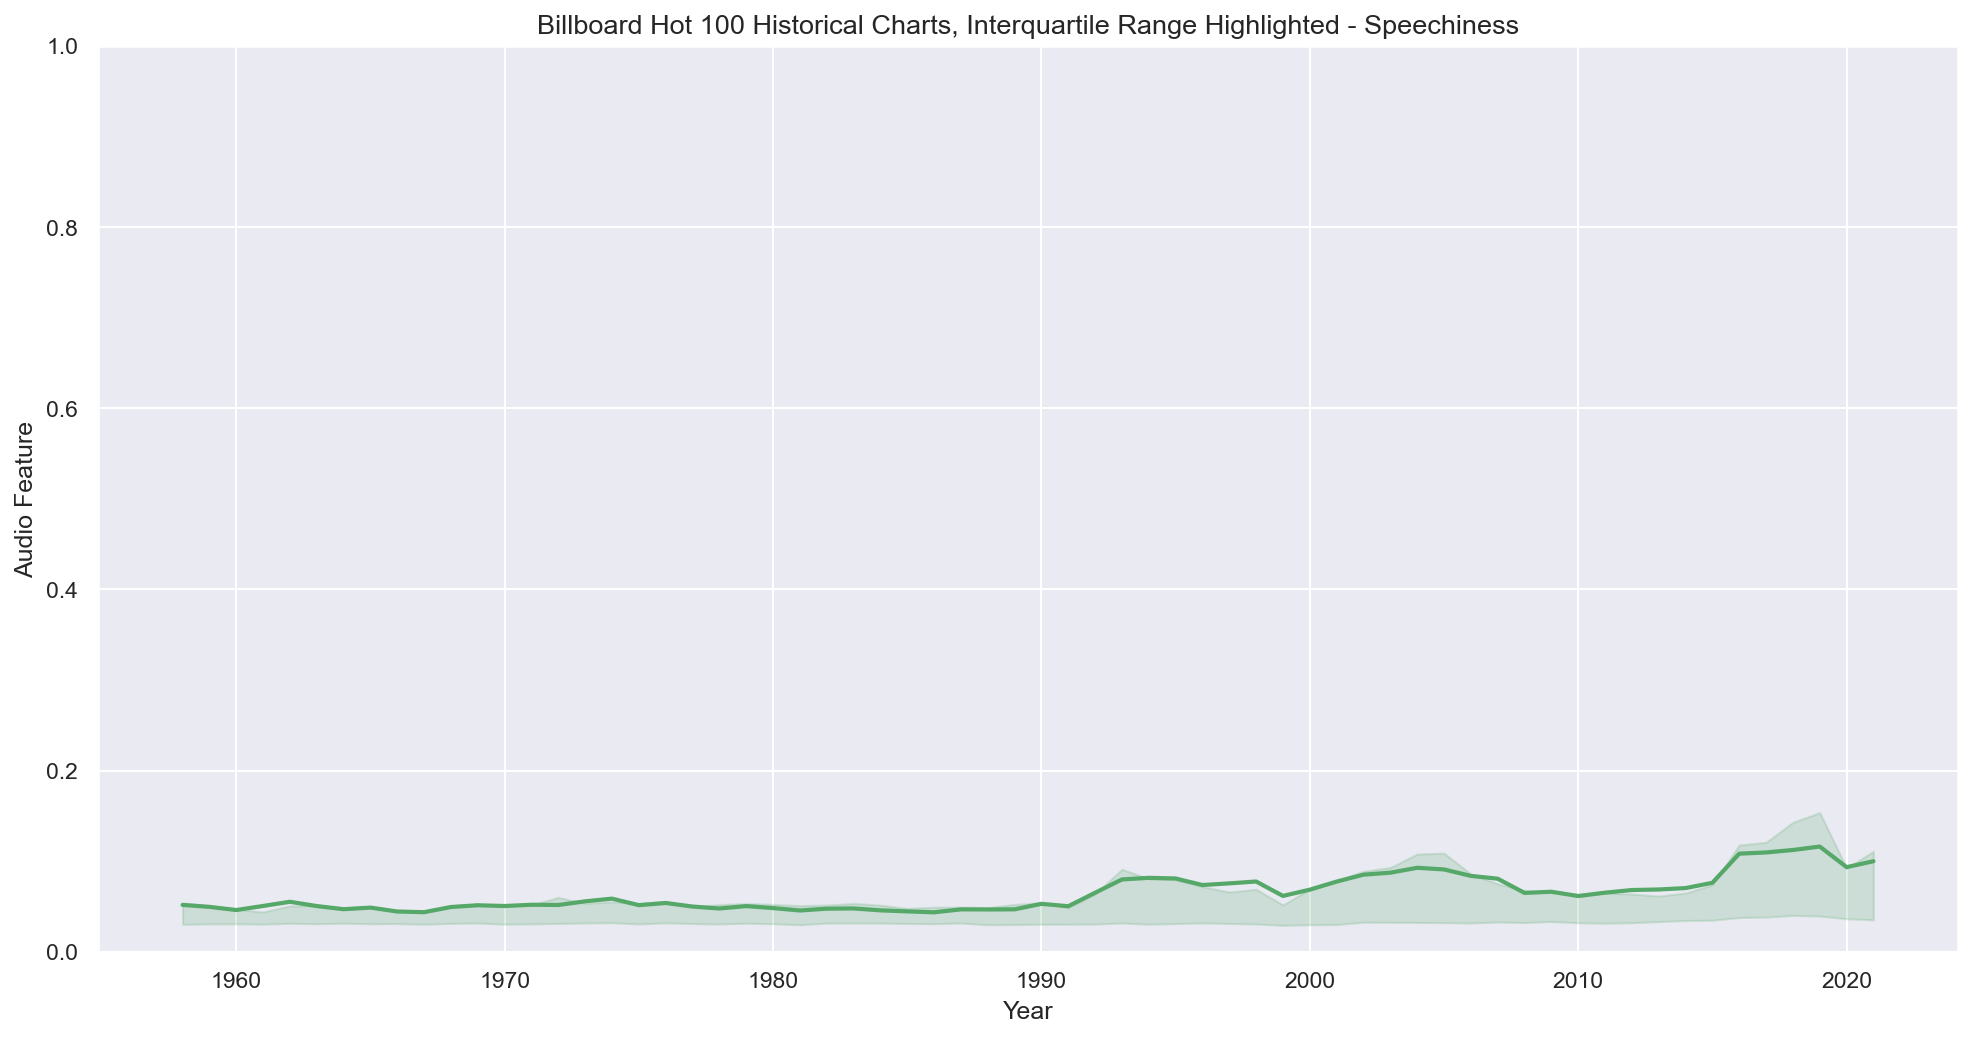 Billboard Hot 100 Historical Charts, Interquartile Range Highlighted - Speechiness
1.0
0.8
0.6
0.4
0.2
0.0
Audio Feature
1960 1970 1980 1990 2000 2010 2020
Year